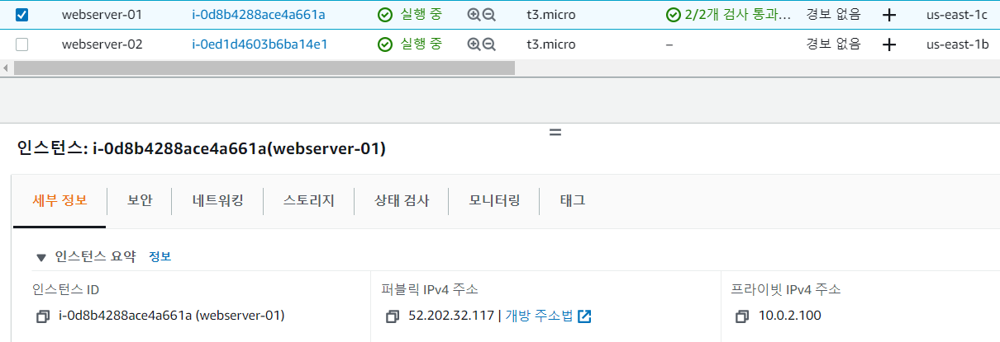 webserver-01 i-0d8b4288ace4a661a 실행 중 t3.micro 2/2개 검사 통과... 경보 없음 + us-east-1c
webserver-02 i-0ed1d4603b6ba14e1 실행 중 t3.micro – 경보 없음 + us-east-1b
인스턴스: i-0d8b4288ace4a661a(webserver-01)
세부 정보 보안 네트워킹 스토리지 상태 검사 모니터링 태그
인스턴스 요약 정보
인스턴스 ID 퍼블릭 IPv4 주소 프라이빗 IPv4 주소
i-0d8b4288ace4a661a (webserver-01) 52.202.32.117 | 개방 주소법 10.0.2.100